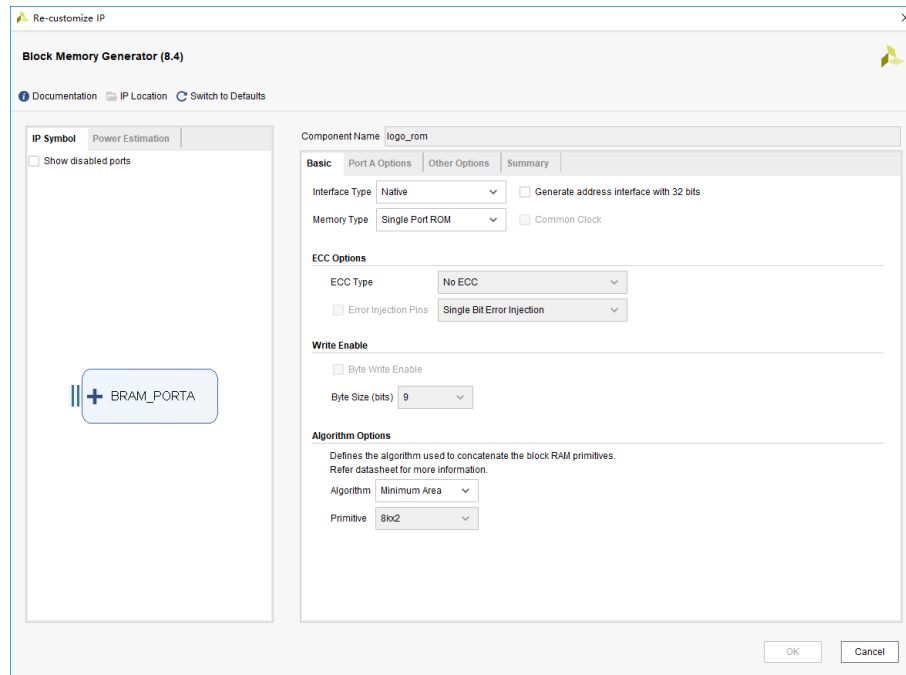 Re-customize IP
Block Memory Generator (8.4)
Documentation IP Location Switch to Defaults
IP Symbol Power Estimation
Show disabled ports
BRAM_PORTA
Component Name logo_rom
Basic Port A Options Other Options Summary
Interface Type Native Generate address interface with 32 bits
Memory Type Single Port ROM Common Clock
ECC Options
ECC Type No ECC
Error Injection Pins Single Bit Error Injection
Write Enable
Byte Write Enable
Byte Size (bits) 9
Algorithm Options
Defines the algorithm used to concatenate the block RAM primitives.
Refer datasheet for more information.
Algorithm Minimum Area
Primitive 8kx2
OK Cancel